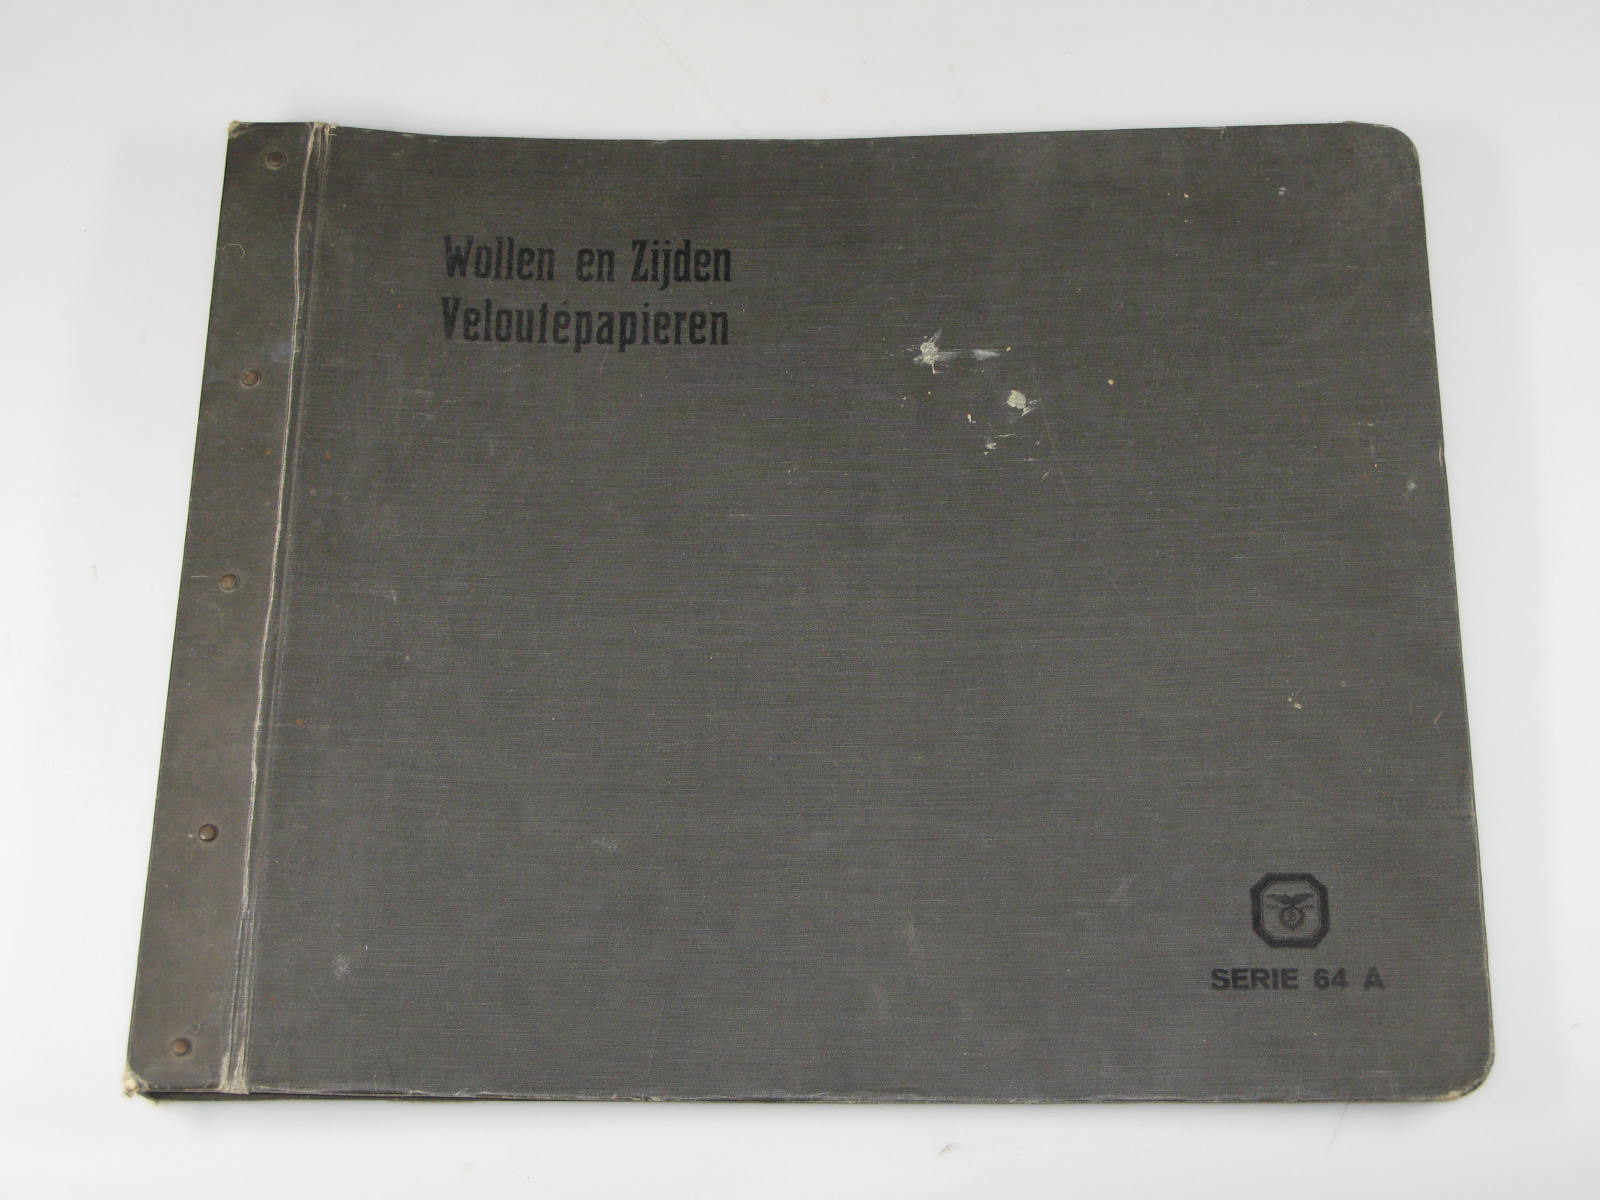 Wollen en Zijden
Veloutépapieren
SERIE 64 A